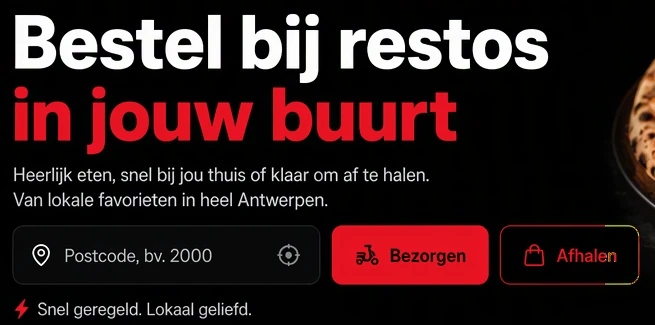 Bestel bij restos
in jouw buurt
Heerlijk eten, snel bij jou thuis of klaar om af te halen.
Van lokale favorieten in heel Antwerpen.
Postcode, bv. 2000
Bezorgen
Afhalen
Snel geregeld. Lokaal geliefd.